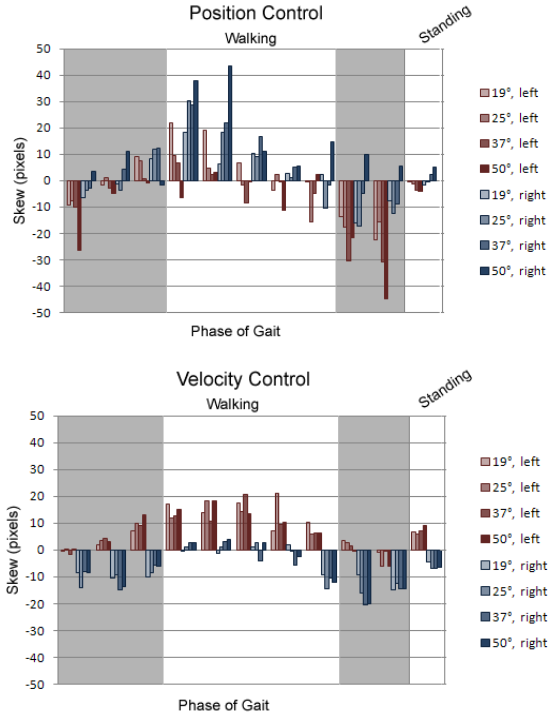 Position Control
Walking
Standing
50
40
30
20
10
0
-10
-20
-30
-40
-50
Skew (pixels)
Phase of Gait
19°, left
25°, left
37°, left
50°, left
19°, right
25°, right
37°, right
50°, right
Velocity Control
Walking
Standing
50
40
30
20
10
0
-10
-20
-30
-40
-50
Skew (pixels)
Phase of Gait
19°, left
25°, left
37°, left
50°, left
19°, right
25°, right
37°, right
50°, right